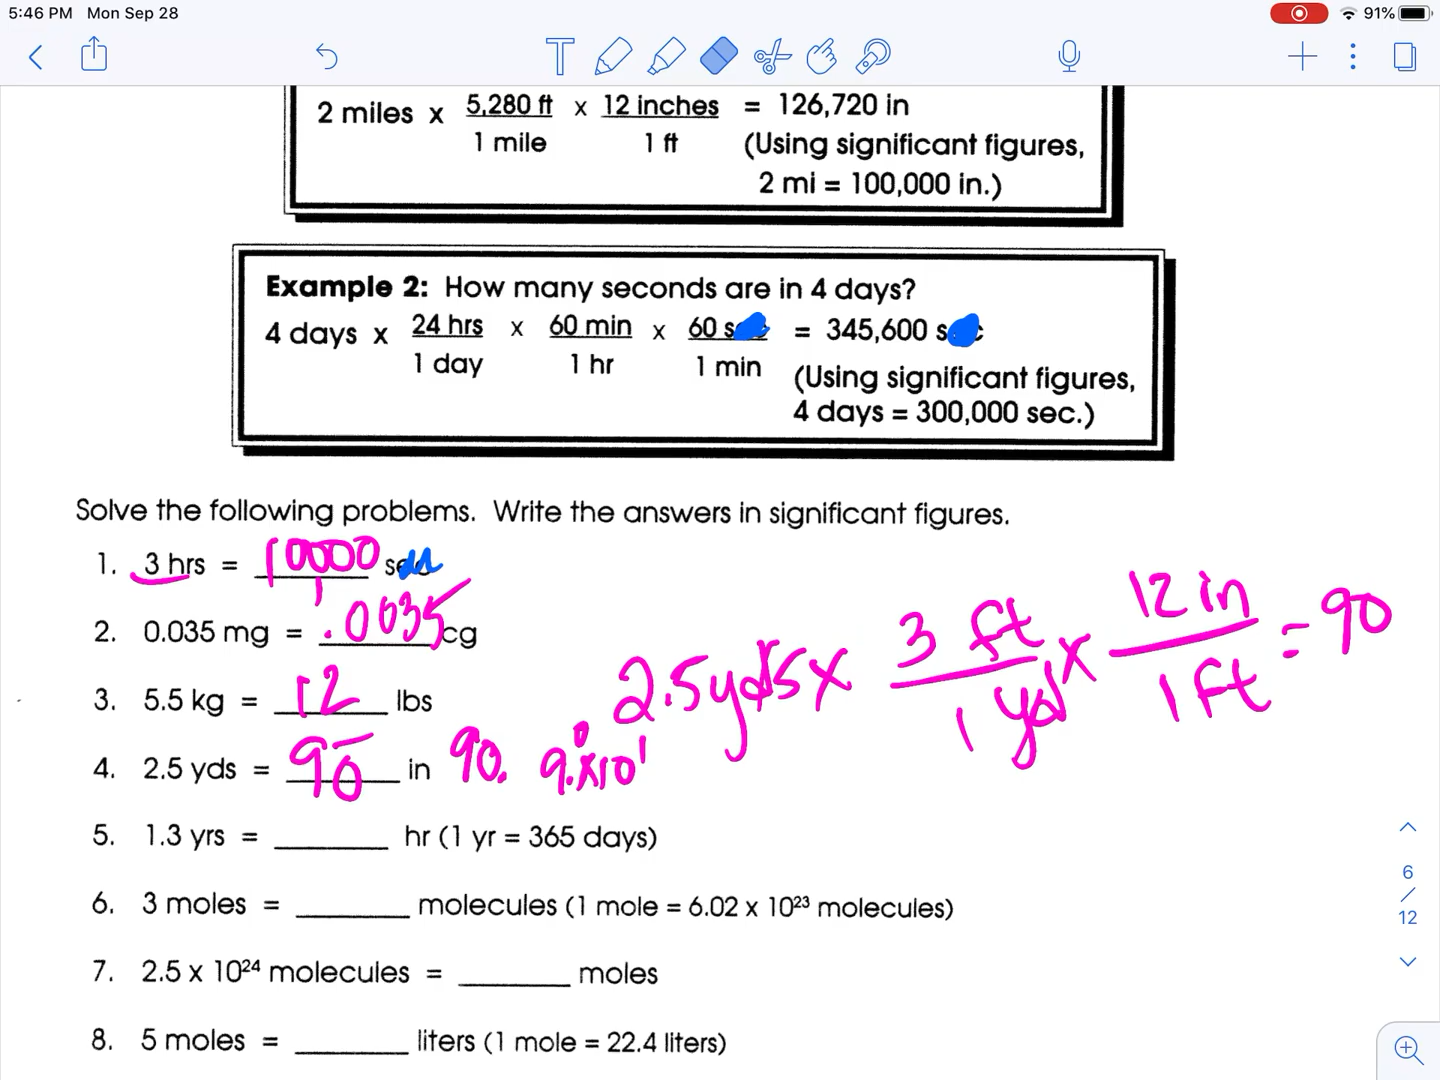 5:46 PM Mon Sep 28
91%
2 miles x 5,280 ft x 12 inches = 126,720 in
1 mile 1 ft (Using significant figures,
2 mi = 100,000 in.)
Example 2: How many seconds are in 4 days?
4 days x 24 hrs x 60 min x 60 s = 345,600 s
1 day 1 hr 1 min (Using significant figures,
4 days = 300,000 sec.)
Solve the following problems. Write the answers in significant figures.
1. 3 hrs = 10000
2. 0.035 mg = .0035 cg
3. 5.5 kg = 12 lbs
2.5yds x 3 ft x 12 in = 90
1 yd 1 ft
4. 2.5 yds = 90 in 90. 9.0x10¹
5. 1.3 yrs = ______ hr (1 yr = 365 days)
6. 3 moles = ______ molecules (1 mole = 6.02 x 10²³ molecules)
7. 2.5 x 10²⁴ molecules = ______ moles
8. 5 moles = ______ liters (1 mole = 22.4 liters)
6
/
12